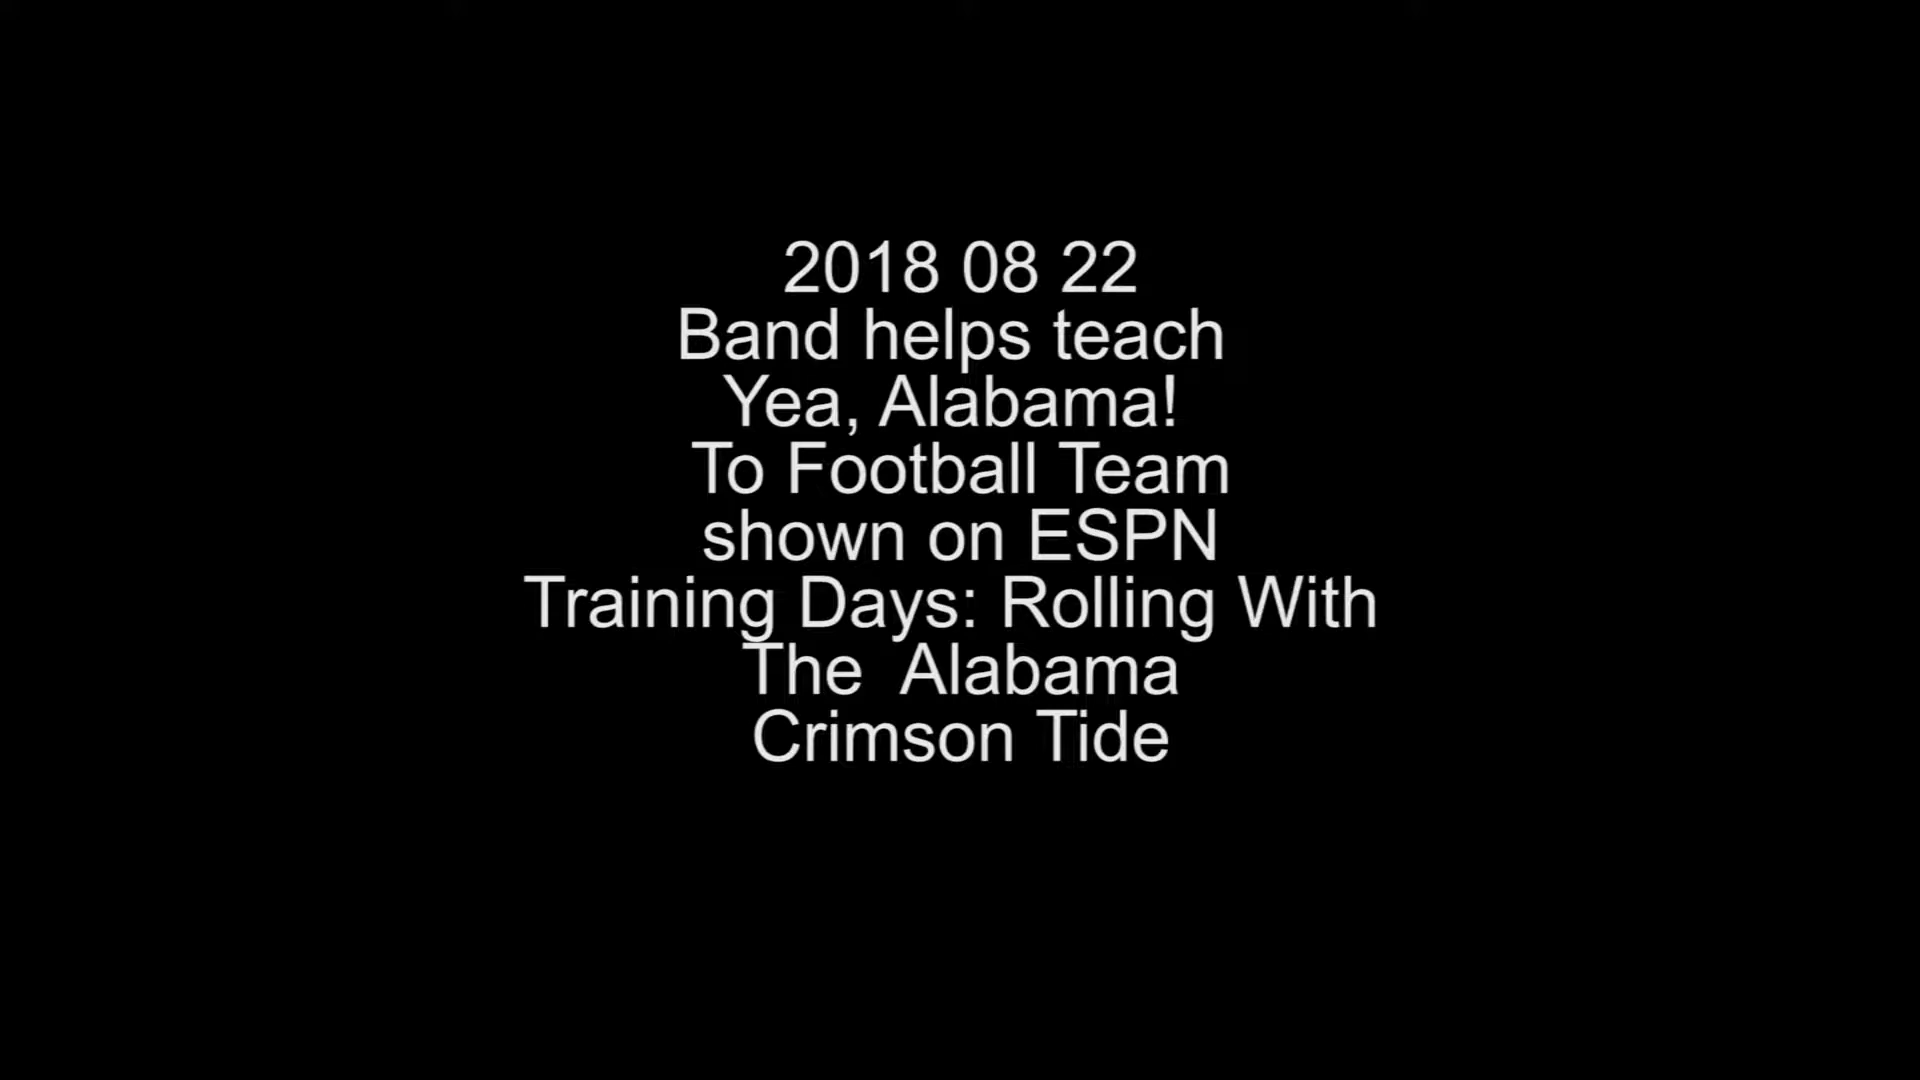 2018 08 22
Band helps teach
Yea, Alabama!
To Football Team
shown on ESPN
Training Days: Rolling With
The  Alabama
Crimson Tide